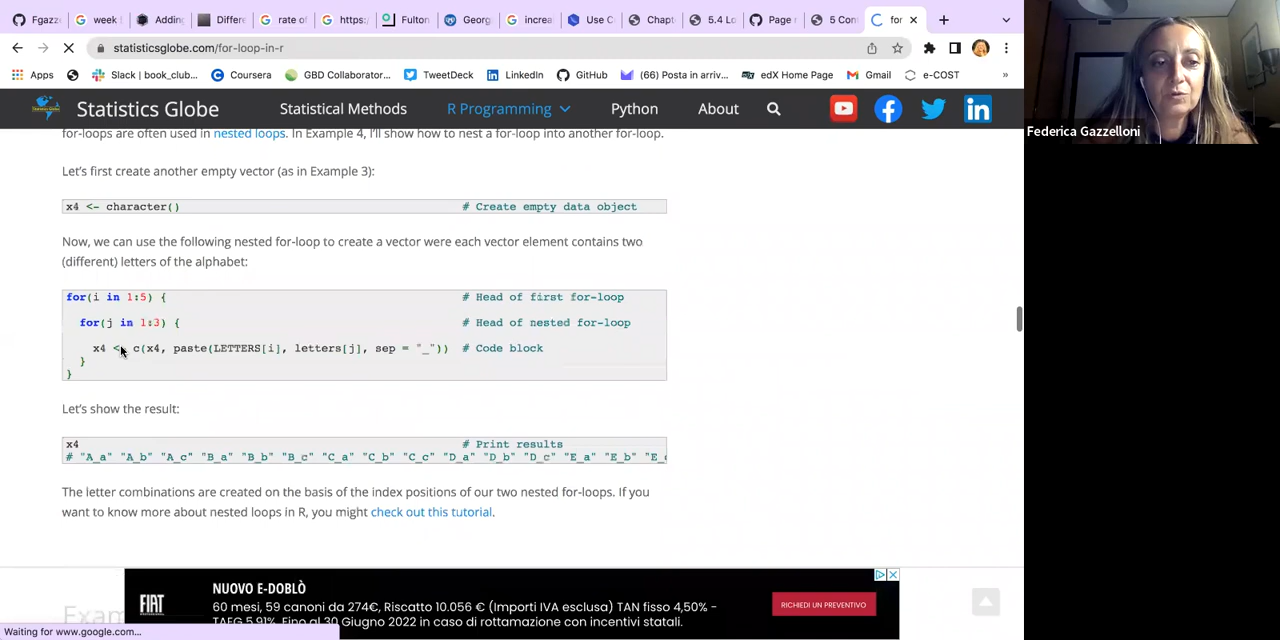 Fgazz
week l
Adding
Differe
rate of
https:/
Fulton
Georgi
increa
Use C
Chapt
5.4 Lo
Page n
5 Con
for
statisticsglobe.com/for-loop-in-r
Apps
Slack | book_club...
Coursera
GBD Collaborator...
TweetDeck
LinkedIn
GitHub
(66) Posta in arriv...
edX Home Page
Gmail
e-COST
»
Statistics Globe
Statistical Methods
R Programming
Python
About
for-loops are often used in nested loops. In Example 4, I'll show how to nest a for-loop into another for-loop.
Let's first create another empty vector (as in Example 3):
x4 <- character() # Create empty data object
Now, we can use the following nested for-loop to create a vector were each vector element contains two
(different) letters of the alphabet:
for(i in 1:5) { # Head of first for-loop
for(j in 1:3) { # Head of nested for-loop
x4 <- c(x4, paste(LETTERS[i], letters[j], sep = "_")) # Code block
}
}
Let's show the result:
x4 # Print results
# "A_a" "A_b" "A_c" "B_a" "B_b" "B_c" "C_a" "C_b" "C_c" "D_a" "D_b" "D_c" "E_a" "E_b" "E_c
The letter combinations are created on the basis of the index positions of our two nested for-loops. If you
want to know more about nested loops in R, you might check out this tutorial.
Exam
FIAT
NUOVO E-DOBLÒ
60 mesi, 59 canoni da 274€, Riscatto 10.056 € (Importi IVA esclusa) TAN fisso 4,50% -
TAEG 5,91%. Fino al 30 Giugno 2022 in caso di rottamazione con incentivi statali.
RICHIEDI UN PREVENTIVO
Waiting for www.google.com...
Federica Gazzelloni